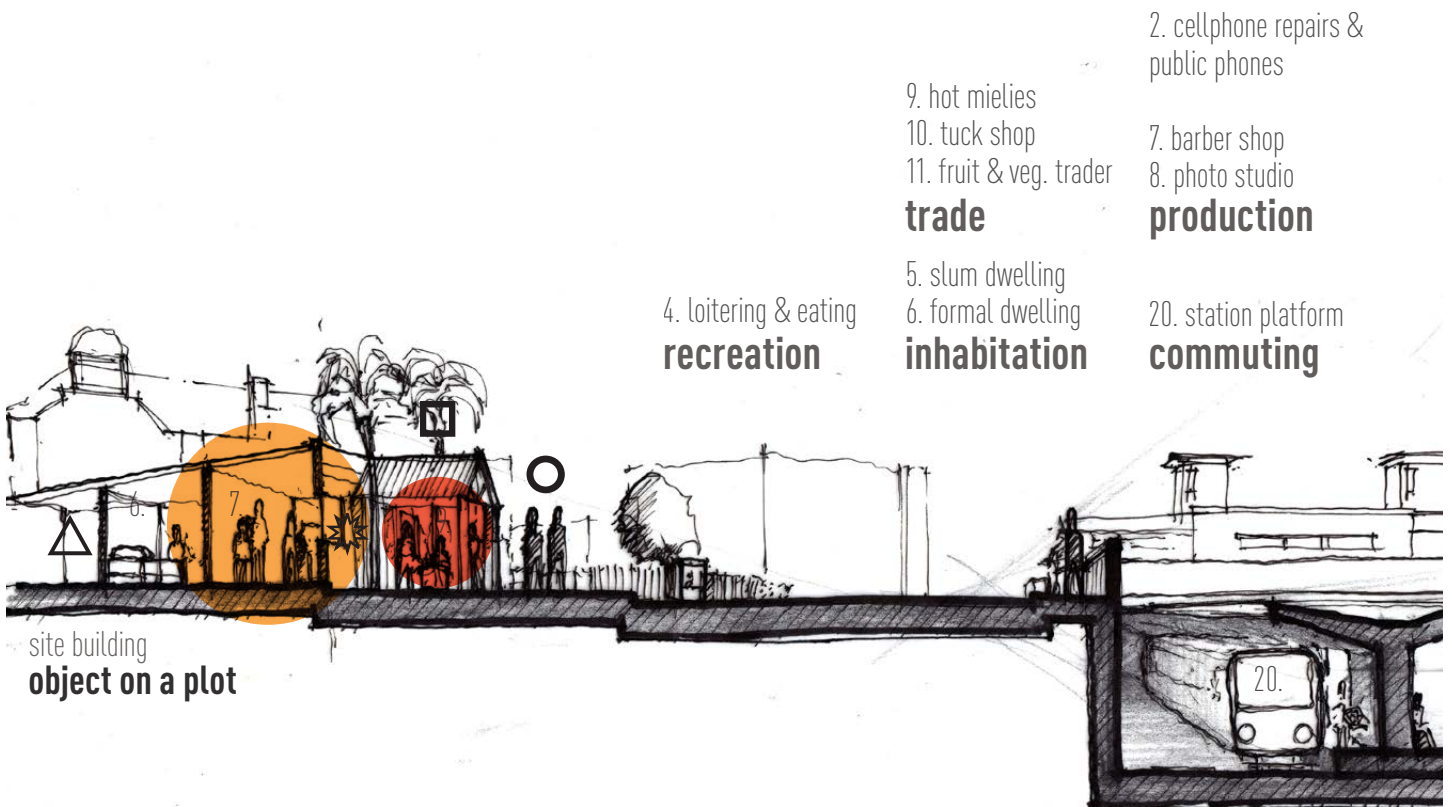 2. cellphone repairs &
public phones
9. hot mielies
10. tuck shop
11. fruit & veg. trader
trade
7. barber shop
8. photo studio
production
4. loitering & eating
recreation
5. slum dwelling
6. formal dwelling
inhabitation
20. station platform
commuting
6.
7.
20.
site building
object on a plot